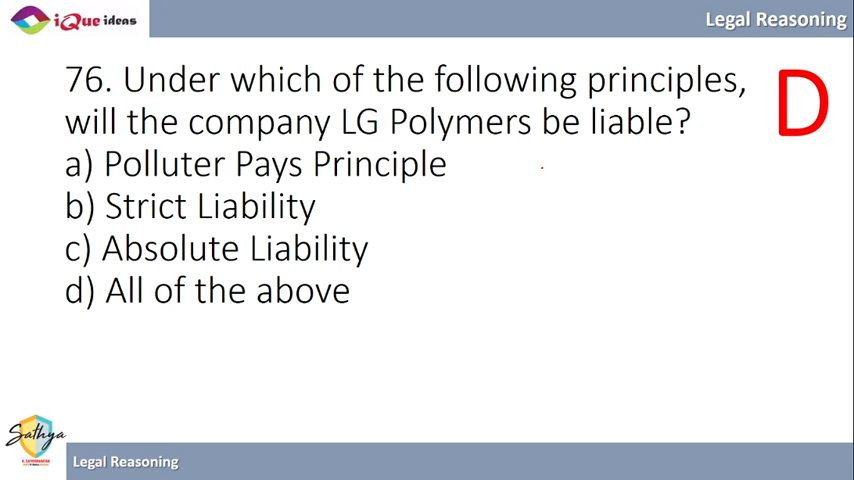 iQue ideas
Legal Reasoning
76. Under which of the following principles,
will the company LG Polymers be liable?
D
a) Polluter Pays Principle
b) Strict Liability
c) Absolute Liability
d) All of the above
Sathya
Legal Reasoning